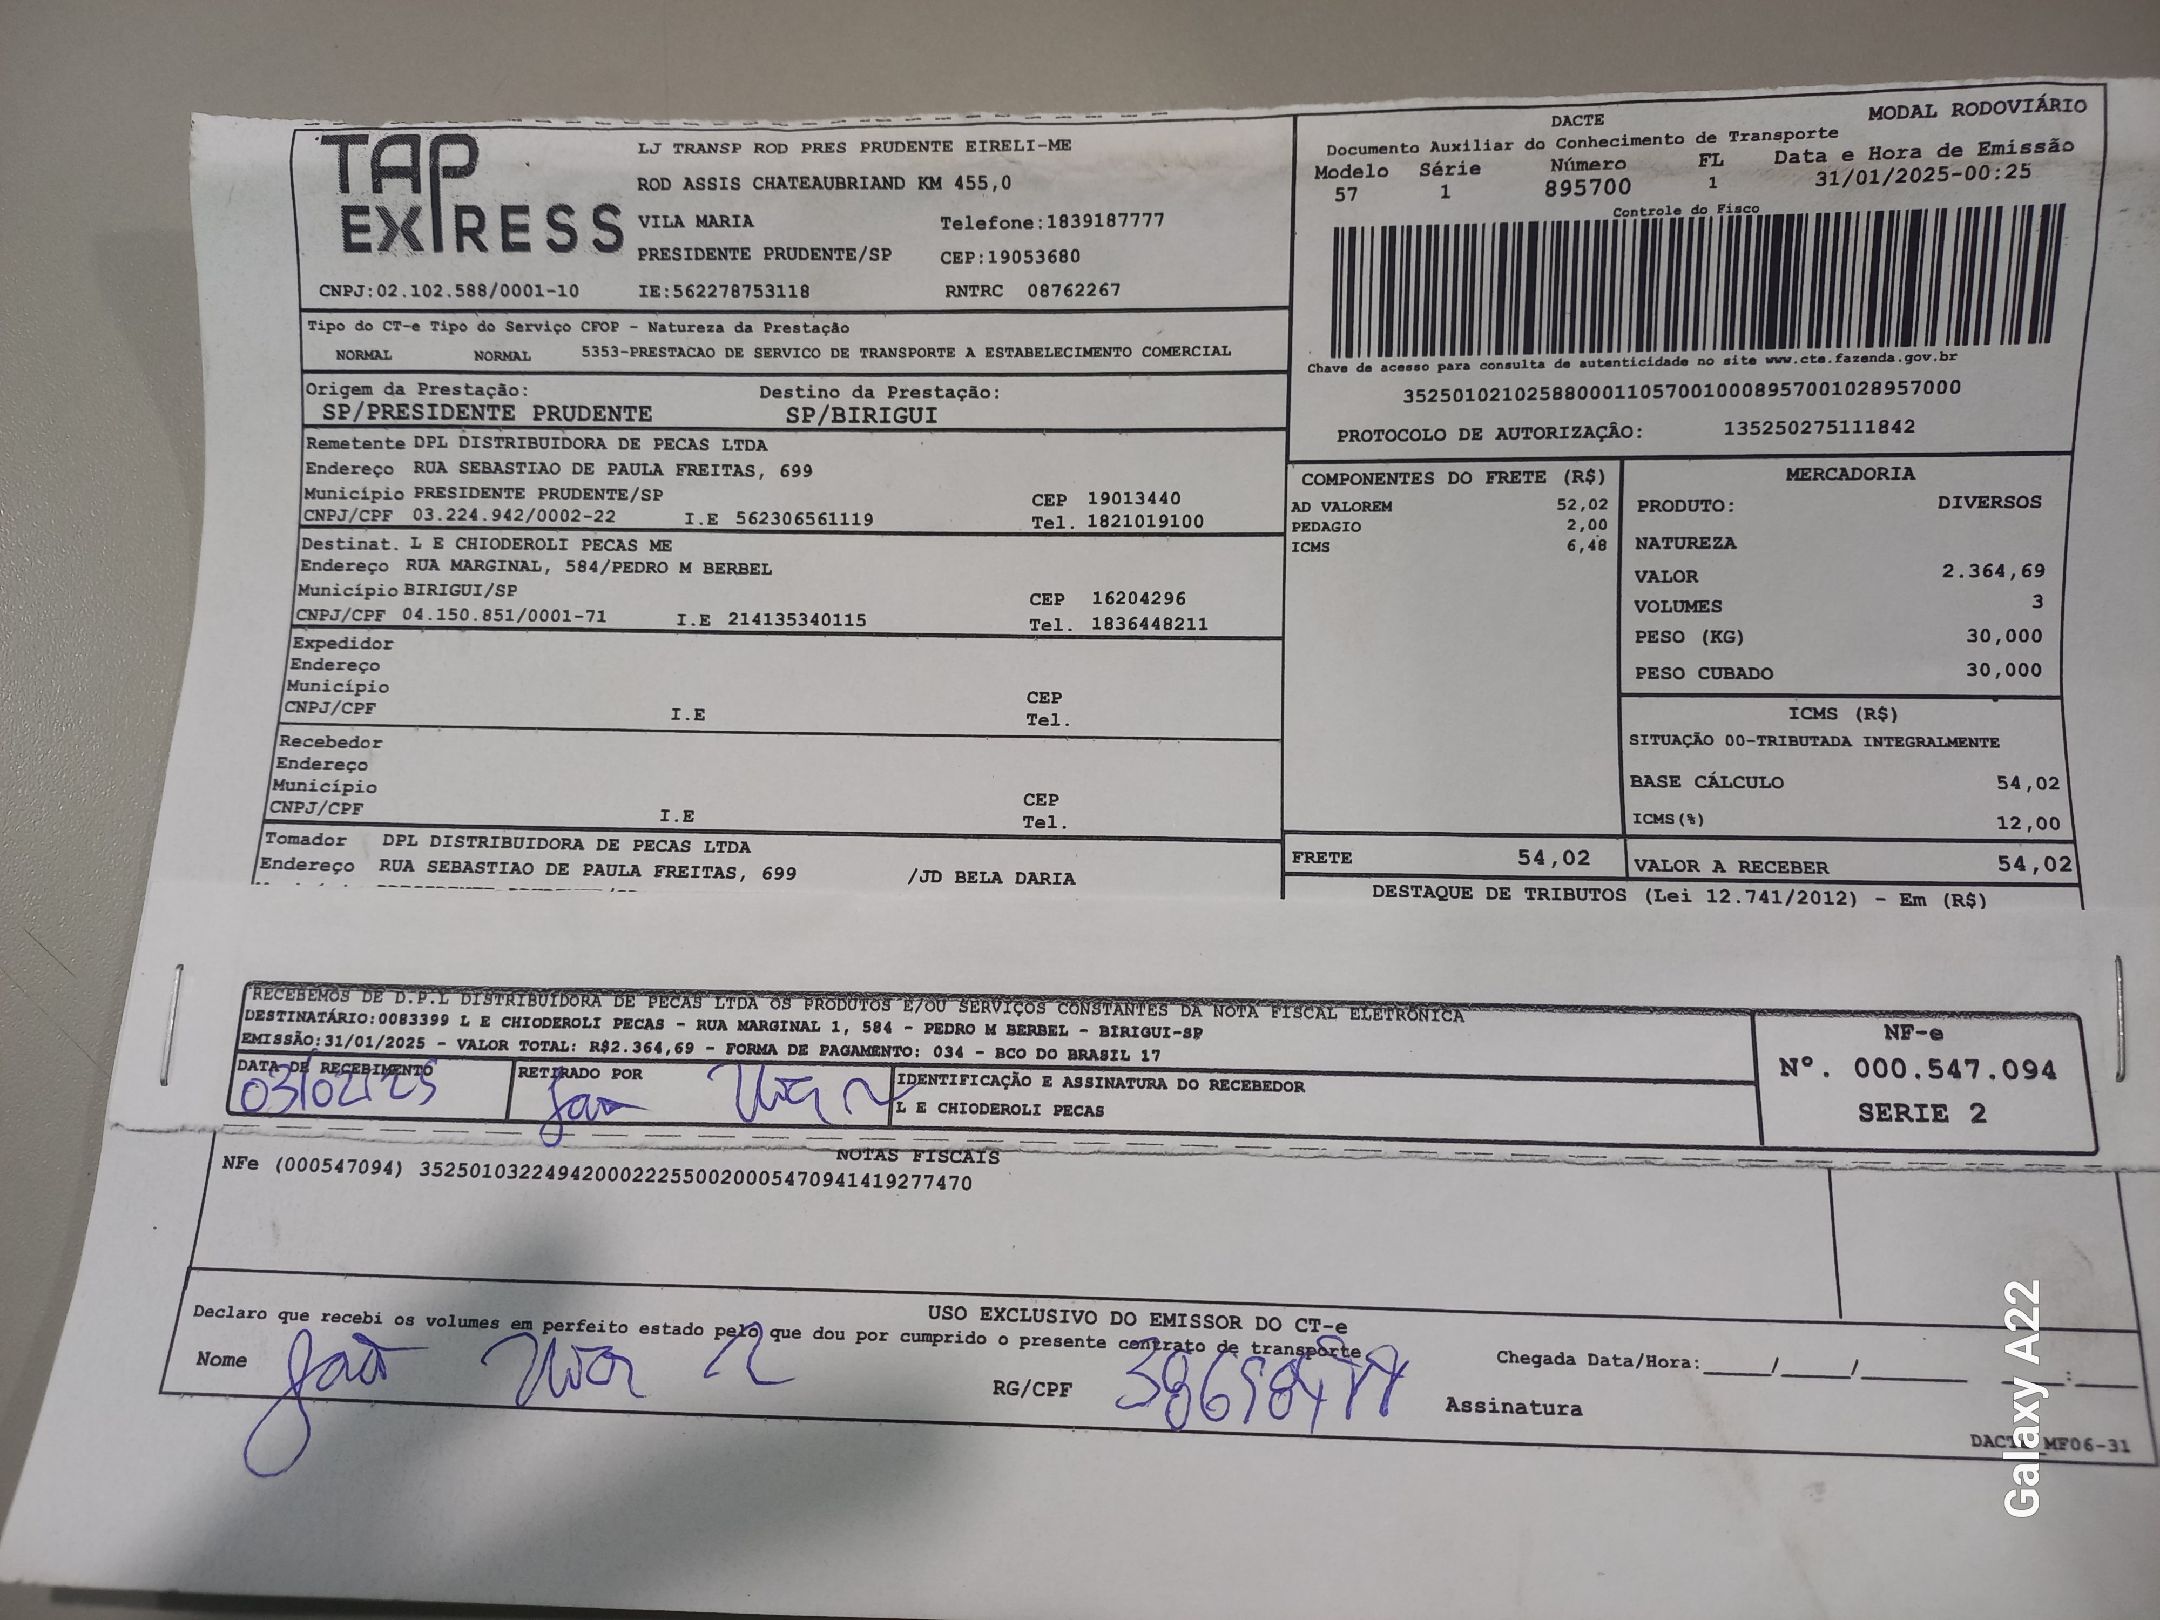 TAP EXPRESS
LJ TRANSP ROD PRES PRUDENTE EIRELI-ME
ROD ASSIS CHATEAUBRIAND KM 455,0
VILA MARIA Telefone:1839187777
PRESIDENTE PRUDENTE/SP CEP:19053680
CNPJ:02.102.588/0001-10 IE:562278753118 RNTRC 08762267
MODAL RODOVIÁRIO
DACTE
Documento Auxiliar do Conhecimento de Transporte
Modelo Série Número FL Data e Hora de Emissão
57 1 895700 1 31/01/2025-00:25
Controle do Fisco
Chave de acesso para consulta de autenticidade no site www.cte.fazenda.gov.br
35250102102588000110570010008957001028957000
PROTOCOLO DE AUTORIZAÇÃO: 135250275111842
Tipo do CT-e Tipo do Serviço CFOP - Natureza da Prestação
NORMAL NORMAL 5353-PRESTACAO DE SERVICO DE TRANSPORTE A ESTABELECIMENTO COMERCIAL
Origem da Prestação: Destino da Prestação:
SP/PRESIDENTE PRUDENTE SP/BIRIGUI
Remetente DPL DISTRIBUIDORA DE PECAS LTDA
Endereço RUA SEBASTIAO DE PAULA FREITAS, 699
Município PRESIDENTE PRUDENTE/SP CEP 19013440
CNPJ/CPF 03.224.942/0002-22 I.E 562306561119 Tel. 1821019100
Destinat. L E CHIODEROLI PECAS ME
Endereço RUA MARGINAL, 584/PEDRO M BERBEL
Município BIRIGUI/SP CEP 16204296
CNPJ/CPF 04.150.851/0001-71 I.E 214135340115 Tel. 1836448211
Expedidor
Endereço
Município CEP
CNPJ/CPF I.E Tel.
Recebedor
Endereço
Município CEP
CNPJ/CPF I.E Tel.
Tomador DPL DISTRIBUIDORA DE PECAS LTDA
Endereço RUA SEBASTIAO DE PAULA FREITAS, 699 /JD BELA DARIA
COMPONENTES DO FRETE (R$)
AD VALOREM 52,02
PEDAGIO 2,00
ICMS 6,48
FRETE 54,02
MERCADORIA
PRODUTO: DIVERSOS
NATUREZA
VALOR 2.364,69
VOLUMES 3
PESO (KG) 30,000
PESO CUBADO 30,000
ICMS (R$)
SITUAÇÃO 00-TRIBUTADA INTEGRALMENTE
BASE CÁLCULO 54,02
ICMS(%) 12,00
VALOR A RECEBER 54,02
DESTAQUE DE TRIBUTOS (Lei 12.741/2012) - Em (R$)
RECEBEMOS DE D.P.L DISTRIBUIDORA DE PECAS LTDA OS PRODUTOS E/OU SERVIÇOS CONSTANTES DA NOTA FISCAL ELETRÔNICA
DESTINATÁRIO:0083399 L E CHIODEROLI PECAS - RUA MARGINAL 1, 584 - PEDRO M BERBEL - BIRIGUI-SP
EMISSÃO:31/01/2025 - VALOR TOTAL: R$2.364,69 - FORMA DE PAGAMENTO: 034 - BCO DO BRASIL 17
DATA DE RECEBIMENTO RETIRADO POR IDENTIFICAÇÃO E ASSINATURA DO RECEBEDOR
03/02/25 L E CHIODEROLI PECAS
NF-e
Nº. 000.547.094
SERIE 2
NOTAS FISCAIS
NFe (000547094) 35250103224942000222550020005470941419277470
USO EXCLUSIVO DO EMISSOR DO CT-e
Declaro que recebi os volumes em perfeito estado pelo que dou por cumprido o presente contrato de transporte
Nome João RG/CPF Assinatura
Chegada Data/Hora:____/____/______ ____:____
MF06-31
Galaxy A22